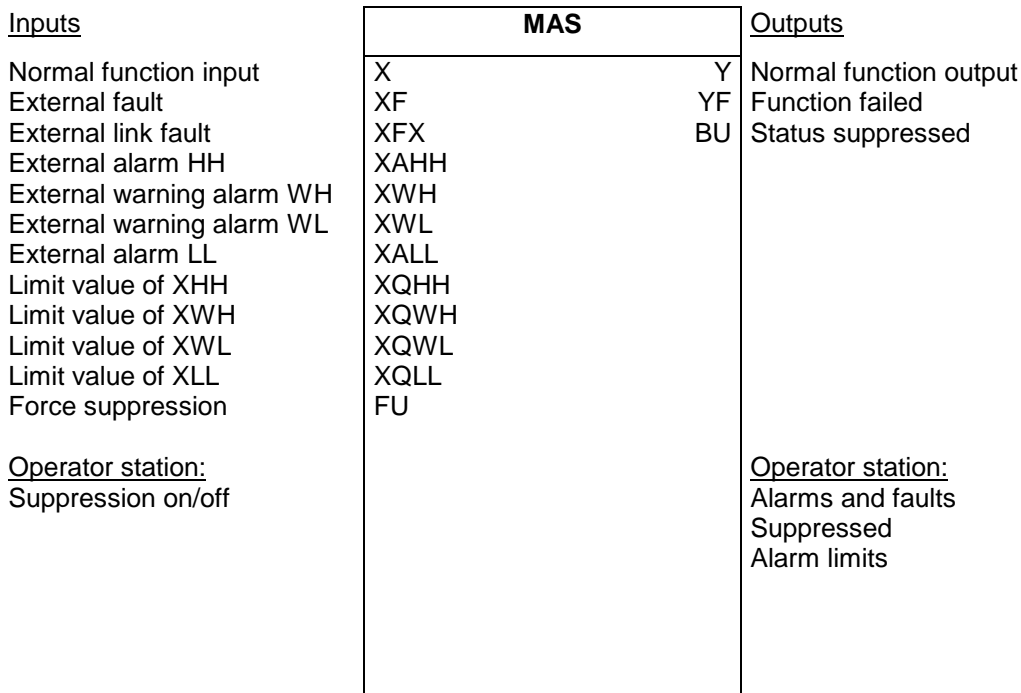 Inputs MAS Outputs
Normal function input X Y Normal function output
External fault XF YF Function failed
External link fault XFX BU Status suppressed
External alarm HH XAHH
External warning alarm WH XWH
External warning alarm WL XWL
External alarm LL XALL
Limit value of XHH XQHH
Limit value of XWH XQWH
Limit value of XWL XQWL
Limit value of XLL XQLL
Force suppression FU
Operator station: Operator station:
Suppression on/off Alarms and faults
Suppressed
Alarm limits